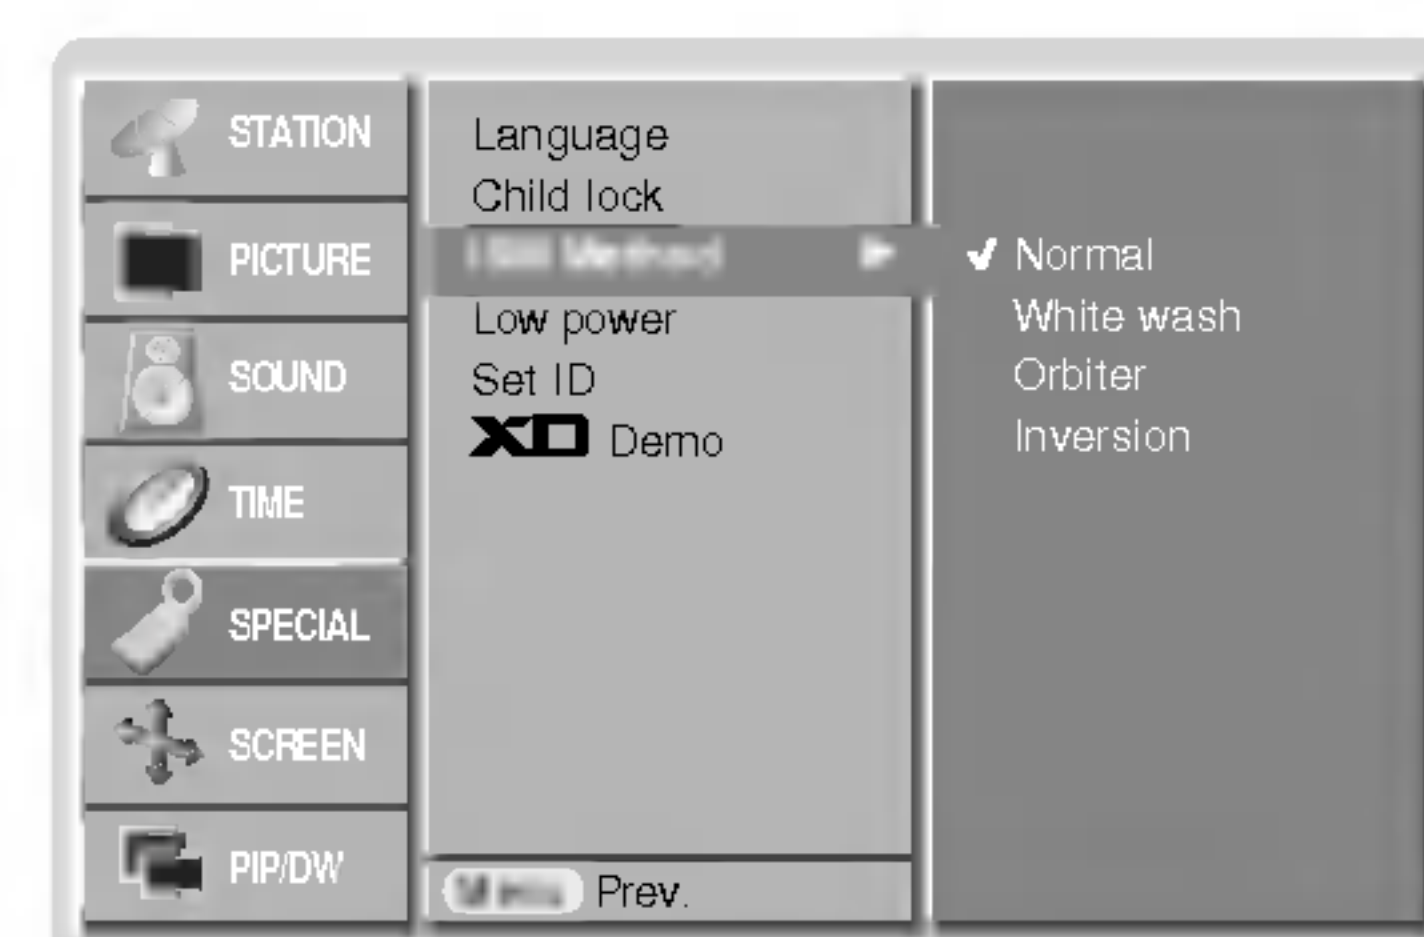 STATION
PICTURE
SOUND
TIME
SPECIAL
SCREEN
PIP/DW
Language
Child lock
Method
Low power
Set ID
XD Demo
Prev.
Normal
White wash
Orbiter
Inversion